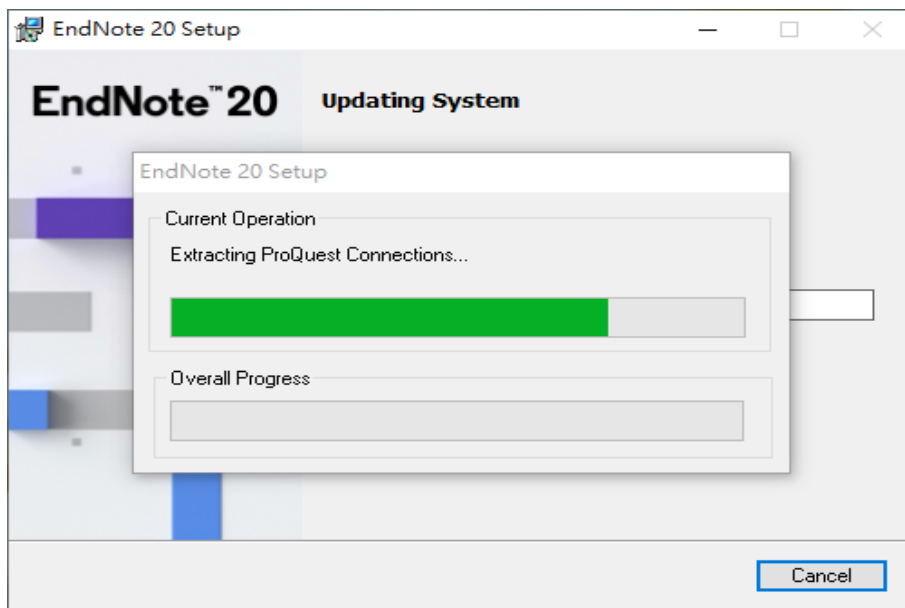 EndNote 20 Setup
EndNote™20
Updating System
EndNote 20 Setup
Current Operation
Extracting ProQuest Connections...
Overall Progress
Cancel